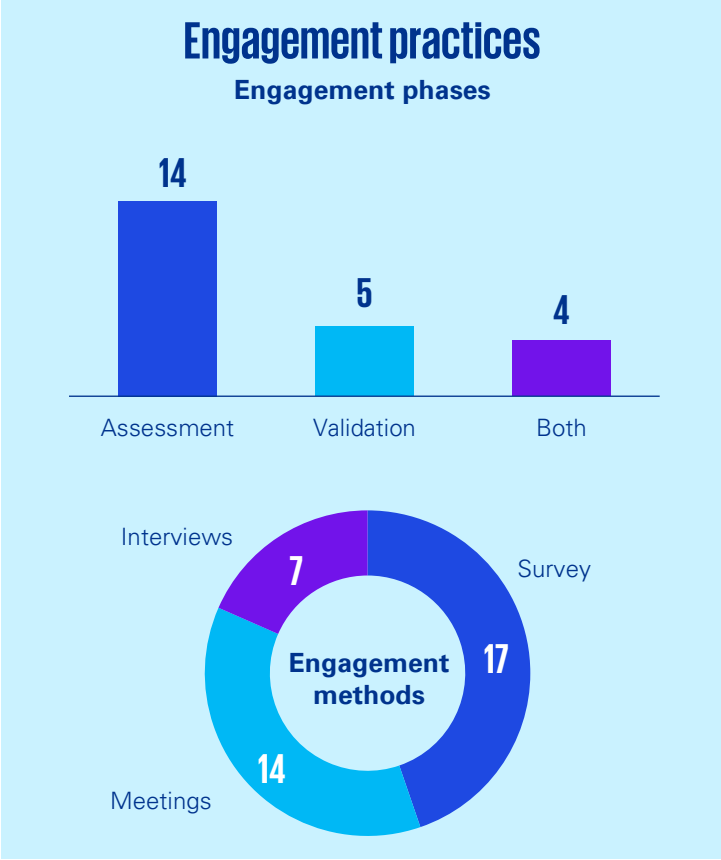 Engagement practices
Engagement phases
14
5
4
Assessment
Validation
Both
Interviews
7
Survey
17
Engagement
methods
14
Meetings